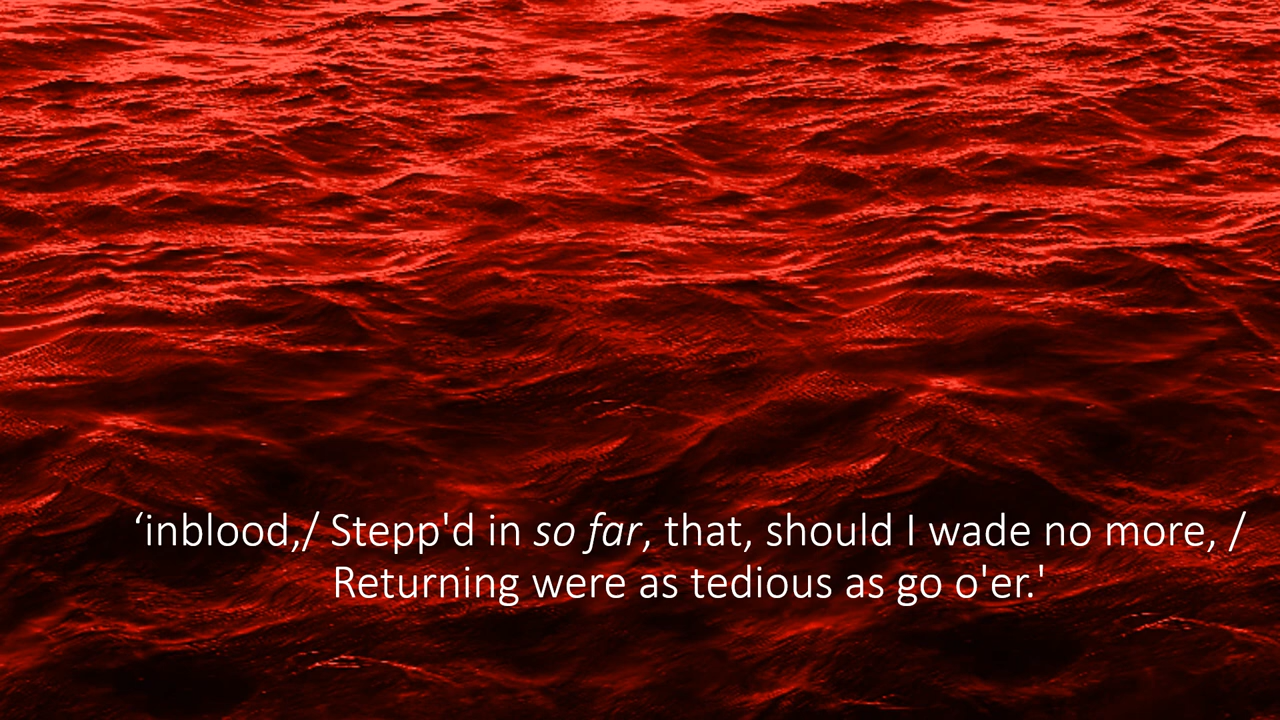 ‘inblood,/ Stepp'd in so far, that, should I wade no more, /
Returning were as tedious as go o'er.'